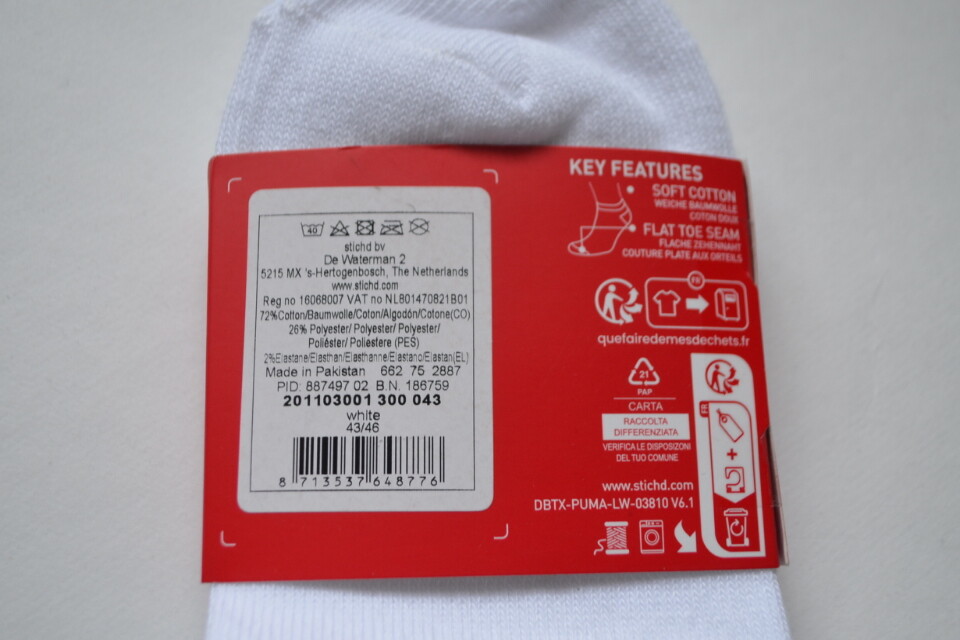 40
stichd bv
De Waterman 2
5215 MX 's-Hertogenbosch, The Netherlands
www.stichd.com
Reg no 16068007 VAT no NL801470821B01
72%Cotton/Baumwolle/Coton/Algodón/Cotone(CO)
26% Polyester/ Polyester/ Polyester/
Poliéster/ Poliestere (PES)
2%Elastane/Elasthan/Elasthanne/Elastano/Elastan(EL)
Made in Pakistan 662 75 2887
PID: 887497 02 B.N. 186759
201103001 300 043
white
43/46
8 713537 648776
KEY FEATURES
SOFT COTTON
WEICHE BAUMWOLLE
COTON DOUX
FLAT TOE SEAM
FLACHE ZEHENNAHT
COUTURE PLATE AUX ORTEILS
FR
quefairedemesdechets.fr
21
PAP
CARTA
RACCOLTA
DIFFERENZIATA
VERIFICA LE DISPOSIZIONI
DEL TUO COMUNE
FR
+
www.stichd.com
DBTX-PUMA-LW-03810 V6.1